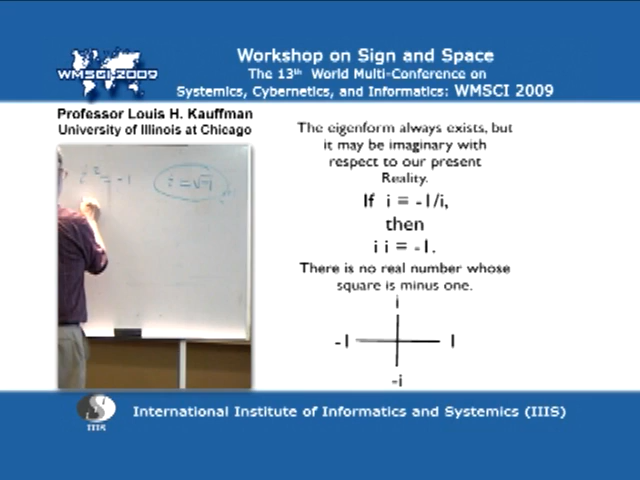 Workshop on Sign and Space
The 13th World Multi-Conference on
Systemics, Cybernetics, and Informatics: WMSCI 2009
WMSCI 2009
Professor Louis H. Kauffman
University of Illinois at Chicago
i² = -1
i = √-1
The eigenform always exists, but
it may be imaginary with
respect to our present
Reality.
If i = -1/i,
then
i i = -1.
There is no real number whose
square is minus one.
i
-1 1
-i
IIIS
International Institute of Informatics and Systemics (IIIS)